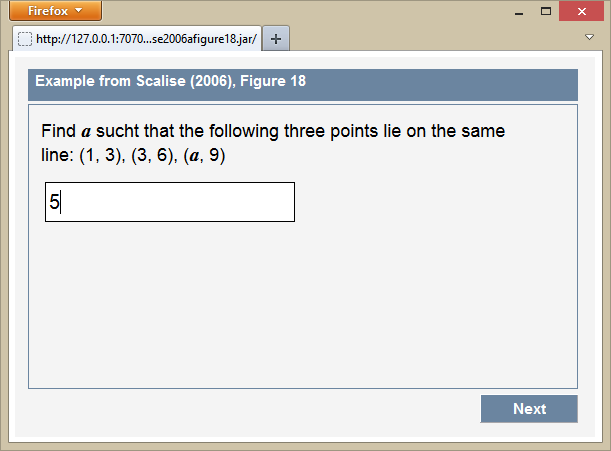 Firefox
http://127.0.0.1:7070...se2006afigure18.jar/
Example from Scalise (2006), Figure 18
Find a sucht that the following three points lie on the same
line: (1, 3), (3, 6), (a, 9)
5
Next